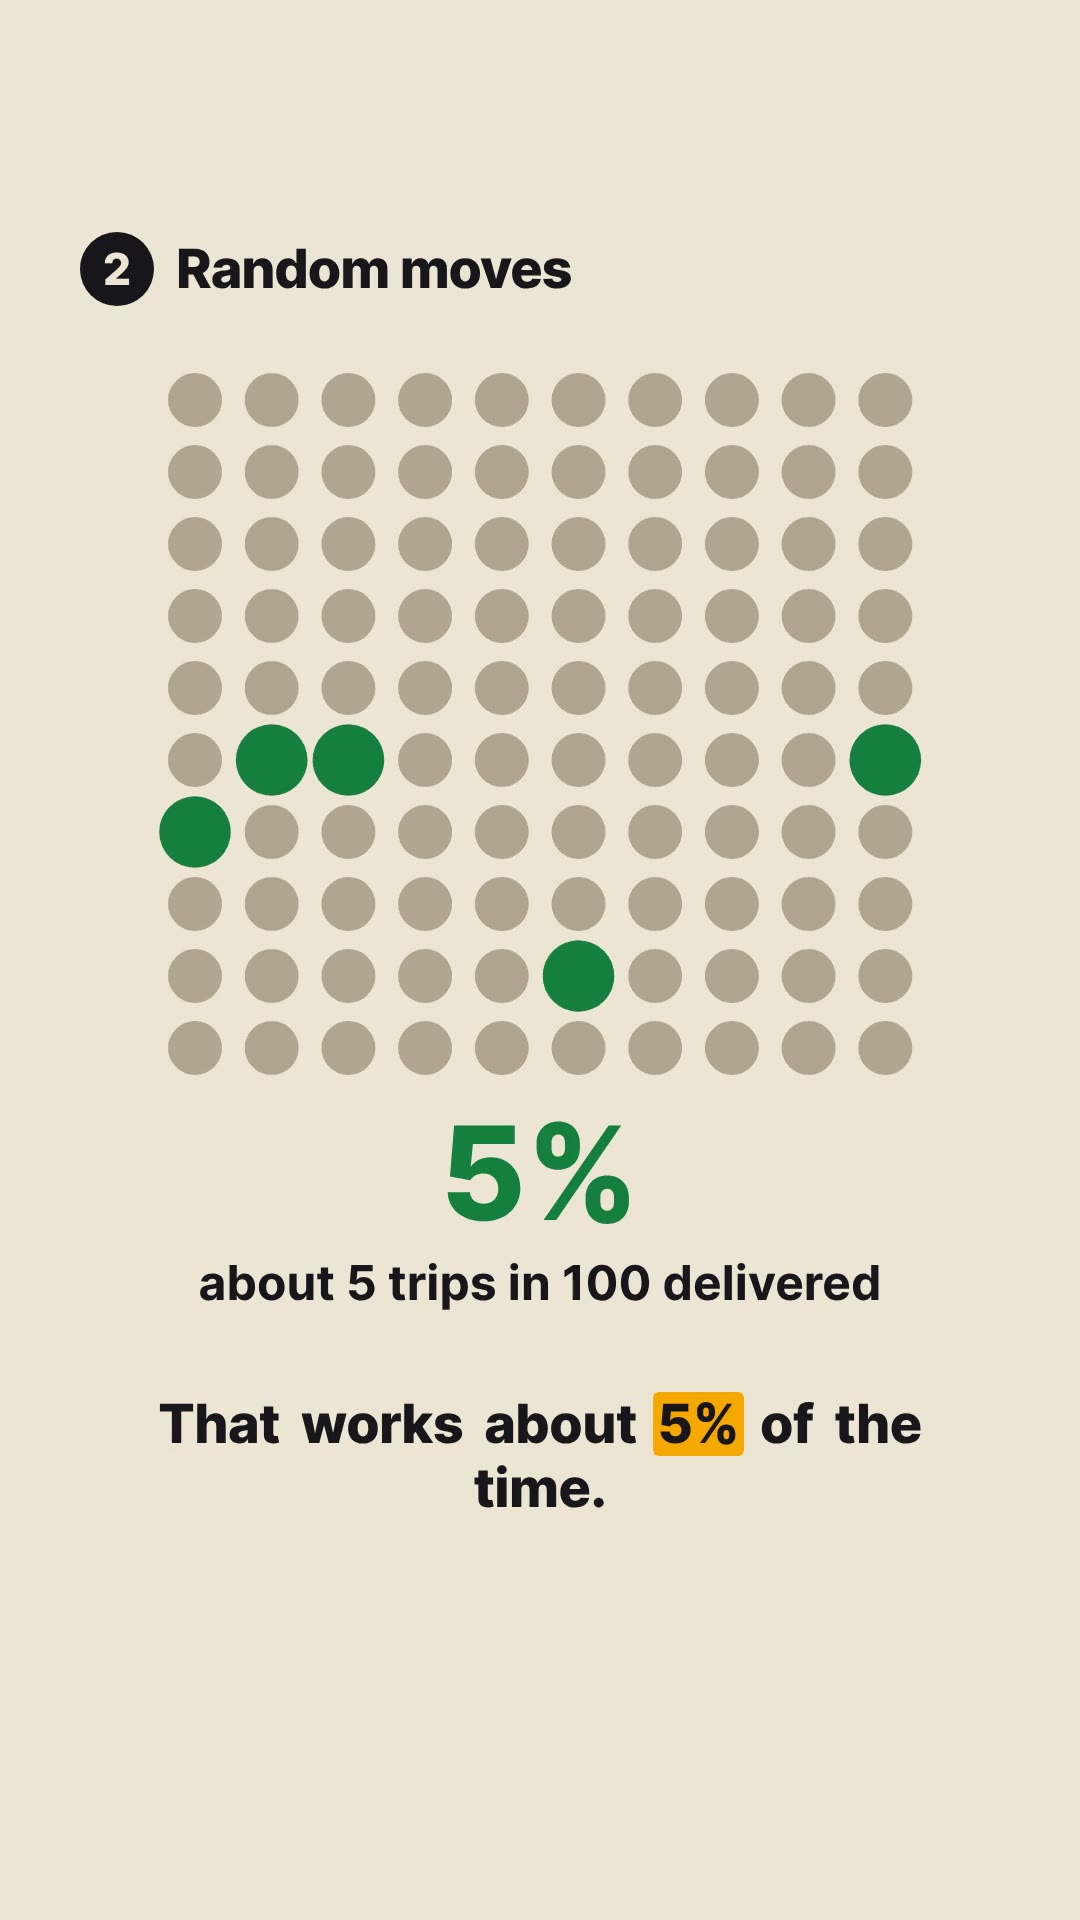 2 Random moves
5%
about 5 trips in 100 delivered
That works about 5% of the
time.